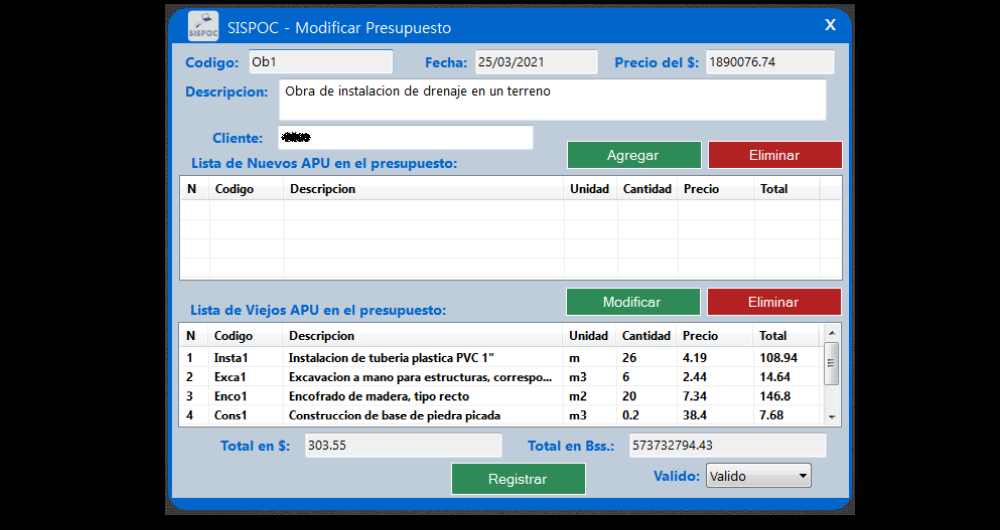 SISPOC
SISPOC - Modificar Presupuesto X
Codigo: Ob1 Fecha: 25/03/2021 Precio del $: 1890076.74
Descripcion: Obra de instalacion de drenaje en un terreno
Cliente:
Agregar Eliminar
Lista de Nuevos APU en el presupuesto:
N Codigo Descripcion Unidad Cantidad Precio Total
Modificar Eliminar
Lista de Viejos APU en el presupuesto:
N Codigo Descripcion Unidad Cantidad Precio Total
1 Insta1 Instalacion de tuberia plastica PVC 1" m 26 4.19 108.94
2 Exca1 Excavacion a mano para estructuras, correspo... m3 6 2.44 14.64
3 Enco1 Encofrado de madera, tipo recto m2 20 7.34 146.8
4 Cons1 Construccion de base de piedra picada m3 0.2 38.4 7.68
Total en $: 303.55 Total en Bss.: 573732794.43
Registrar Valido: Valido